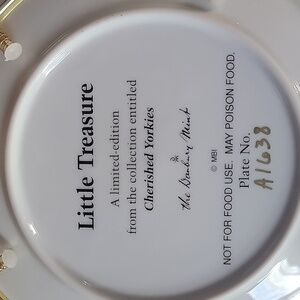 Little Treasure
A limited-edition
from the collection entitled
Cherished Yorkies
the Danbury Mint
© MBI
NOT FOR FOOD USE. MAY POISON FOOD.
Plate No.
A1638